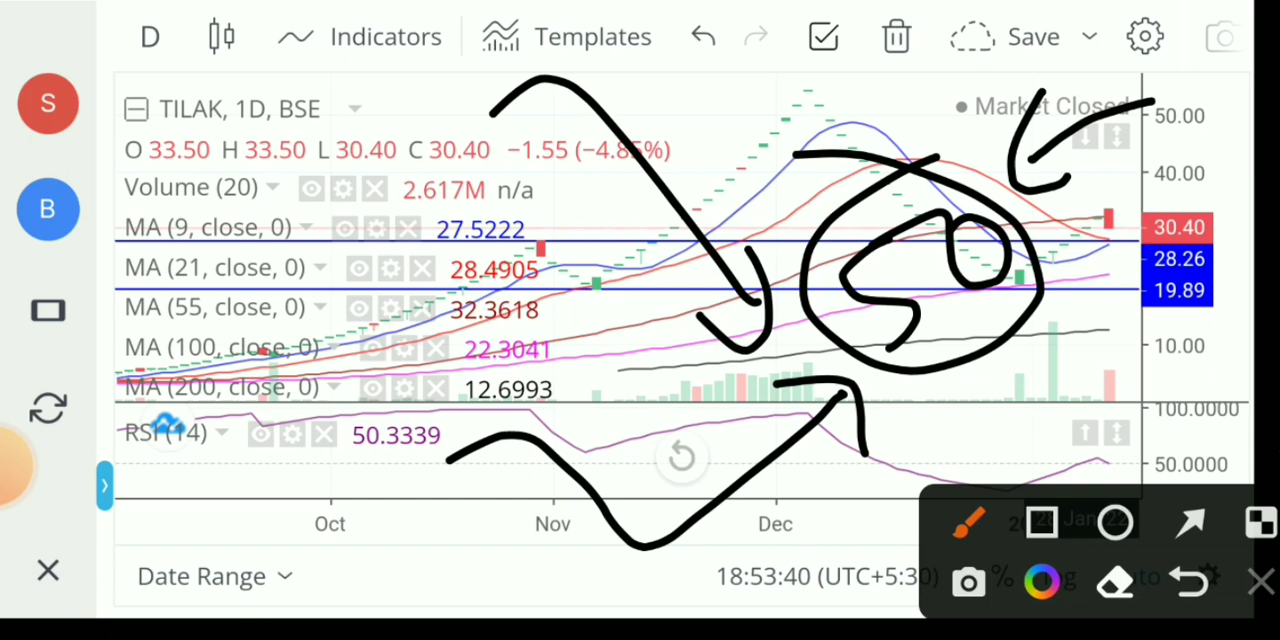 D Indicators Templates Save
S
TILAK, 1D, BSE Market Closed 50.00
O 33.50 H 33.50 L 30.40 C 30.40 −1.55 (−4.85%)
40.00
Volume (20) 2.617M n/a
B
MA (9, close, 0) 27.5222 30.40
MA (21, close, 0) 28.4905 28.26
19.89
MA (55, close, 0) 32.3618
MA (100, close, 0) 22.3041 10.00
MA (200, close, 0) 12.6993
100.0000
RSI (14) 50.3339
50.0000
Oct Nov Dec
Date Range 18:53:40 (UTC+5:30) %